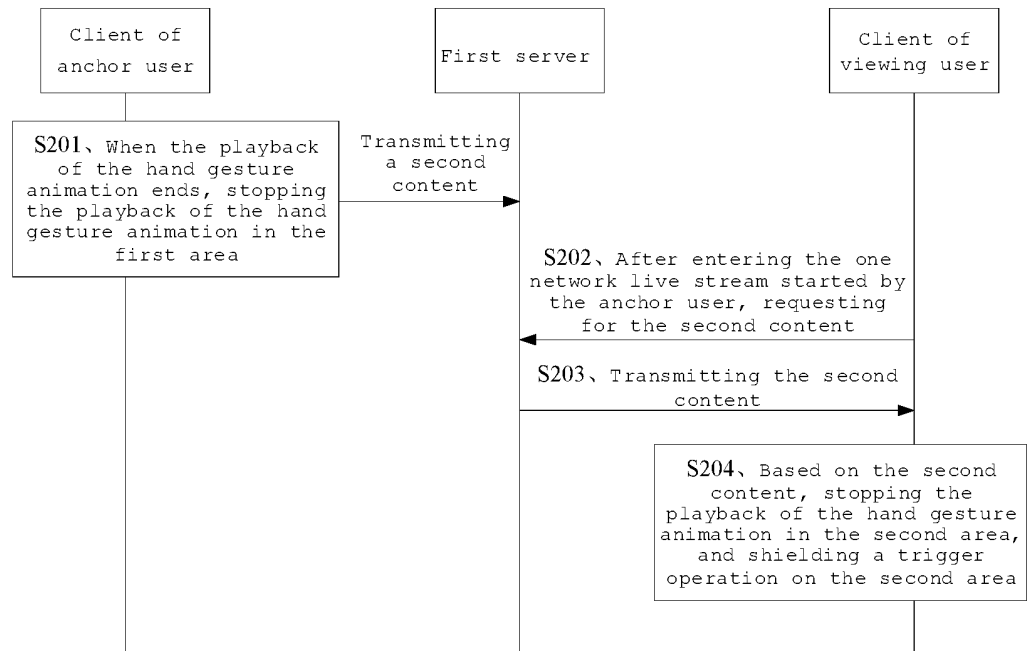 Client of
anchor user
First server
Client of
viewing user
S201、When the playback
of the hand gesture
animation ends, stopping
the playback of the hand
gesture animation in the
first area
Transmitting
a second
content
S202、After entering the one
network live stream started by
the anchor user, requesting
for the second content
S203、Transmitting the second
content
S204、Based on the second
content, stopping the
playback of the hand gesture
animation in the second area,
and shielding a trigger
operation on the second area